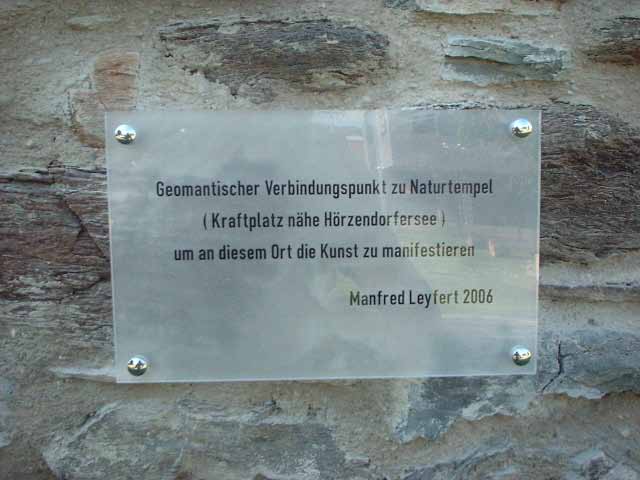 Geomantischer Verbindungspunkt zu Naturtempel
( Kraftplatz nähe Hörzendorfersee )
um an diesem Ort die Kunst zu manifestieren
Manfred Leyfert 2006